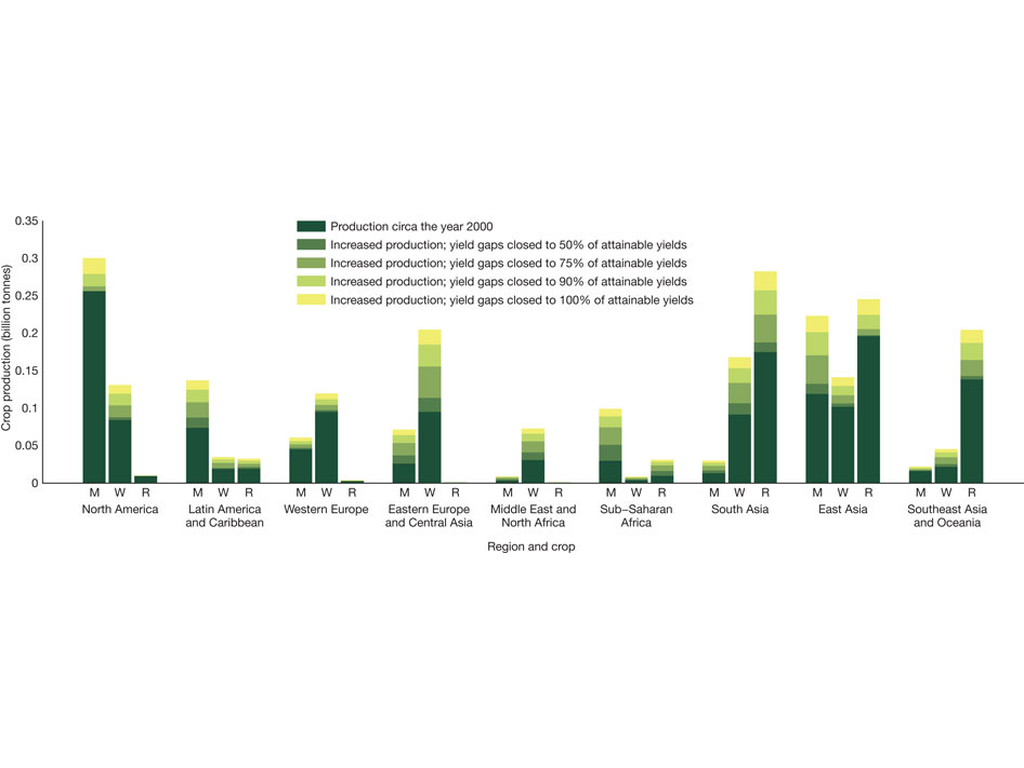 0.35
0.3
0.25
0.2
0.15
0.1
0.05
0
Crop production (billion tonnes)
Production circa the year 2000
Increased production; yield gaps closed to 50% of attainable yields
Increased production; yield gaps closed to 75% of attainable yields
Increased production; yield gaps closed to 90% of attainable yields
Increased production; yield gaps closed to 100% of attainable yields
M W R M W R M W R M W R M W R M W R M W R M W R M W R
North America
Latin America
and Caribbean
Western Europe
Eastern Europe
and Central Asia
Middle East and
North Africa
Sub−Saharan
Africa
South Asia
East Asia
Southeast Asia
and Oceania
Region and crop